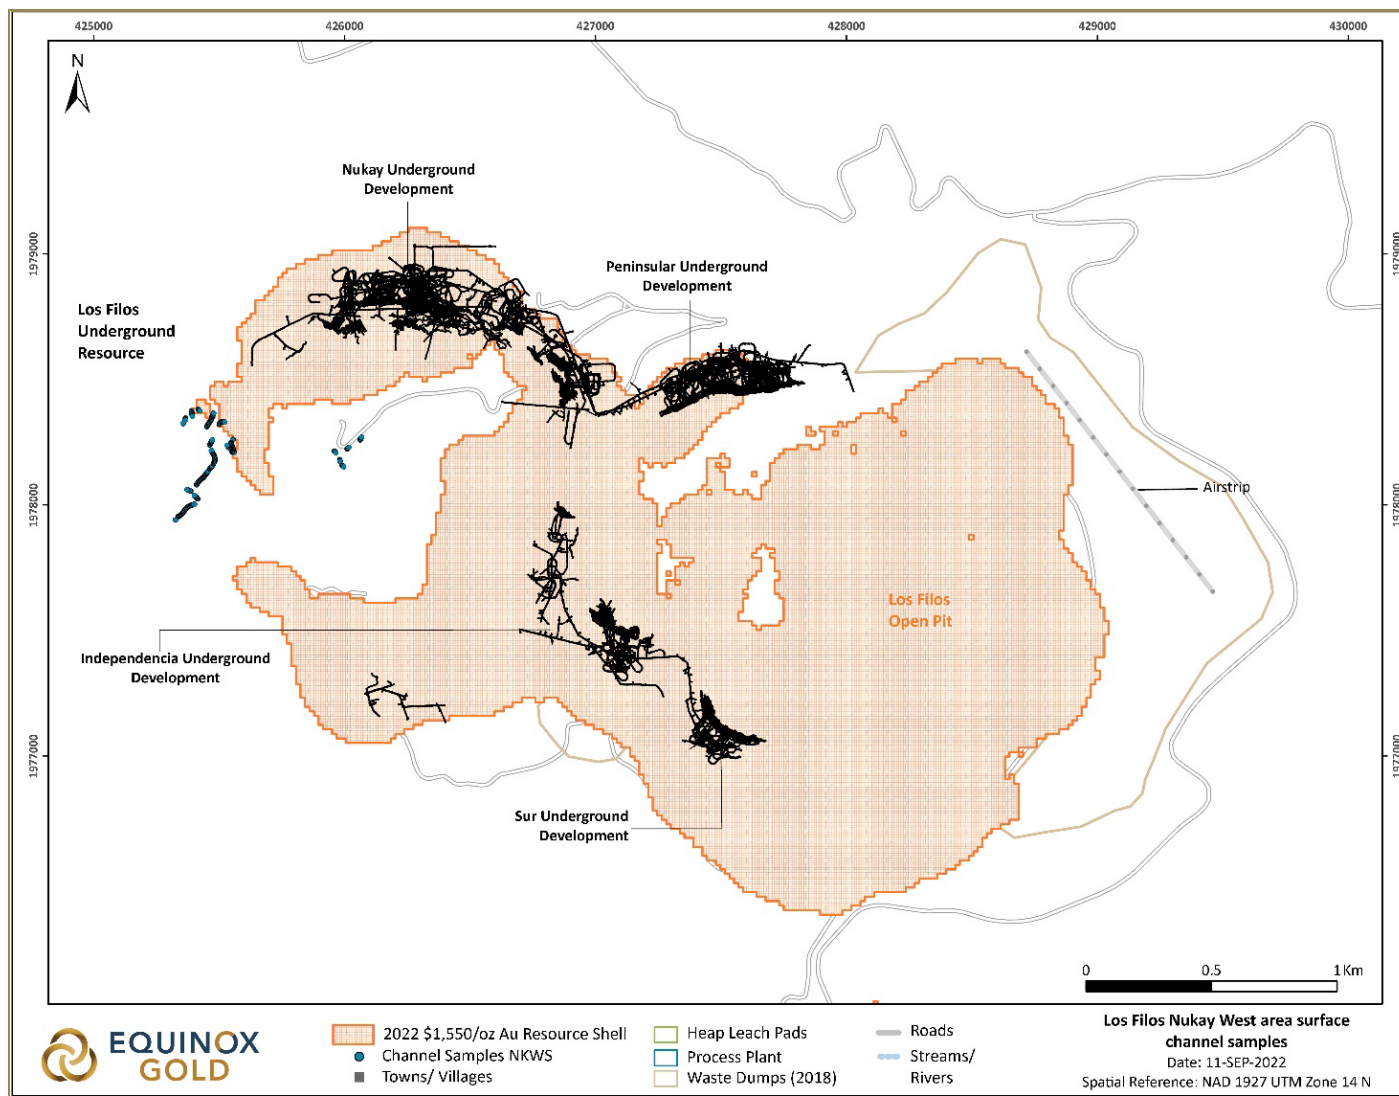 425000
426000
427000
428000
429000
430000
N
Nukay Underground
Development
1979000
1979000
Peninsular Underground
Development
Los Filos
Underground
Resource
Airstrip
1978000
1978000
Los Filos
Open Pit
Independencia Underground
Development
1977000
1977000
Sur Underground
Development
0
0.5
1Km
EQUINOX
GOLD
2022 $1,550/oz Au Resource Shell
Channel Samples NKWS
Towns/ Villages
Heap Leach Pads
Process Plant
Waste Dumps (2018)
Roads
Streams/
Rivers
Los Filos Nukay West area surface
channel samples
Date: 11-SEP-2022
Spatial Reference: NAD 1927 UTM Zone 14 N